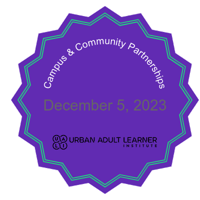 Campus & Community Partnerships
December 5, 2023
URBAN ADULT LEARNER
INSTITUTE